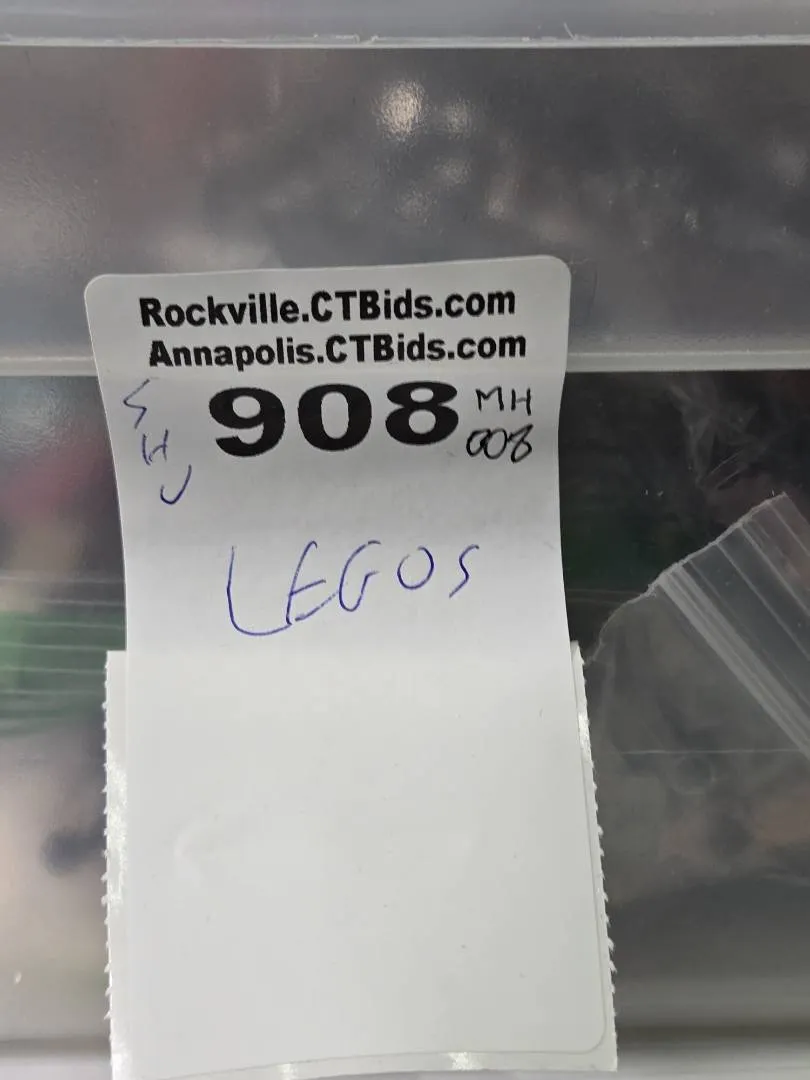 Rockville.CTBids.com
Annapolis.CTBids.com
908
MH
008
S
H
J
LEGOS